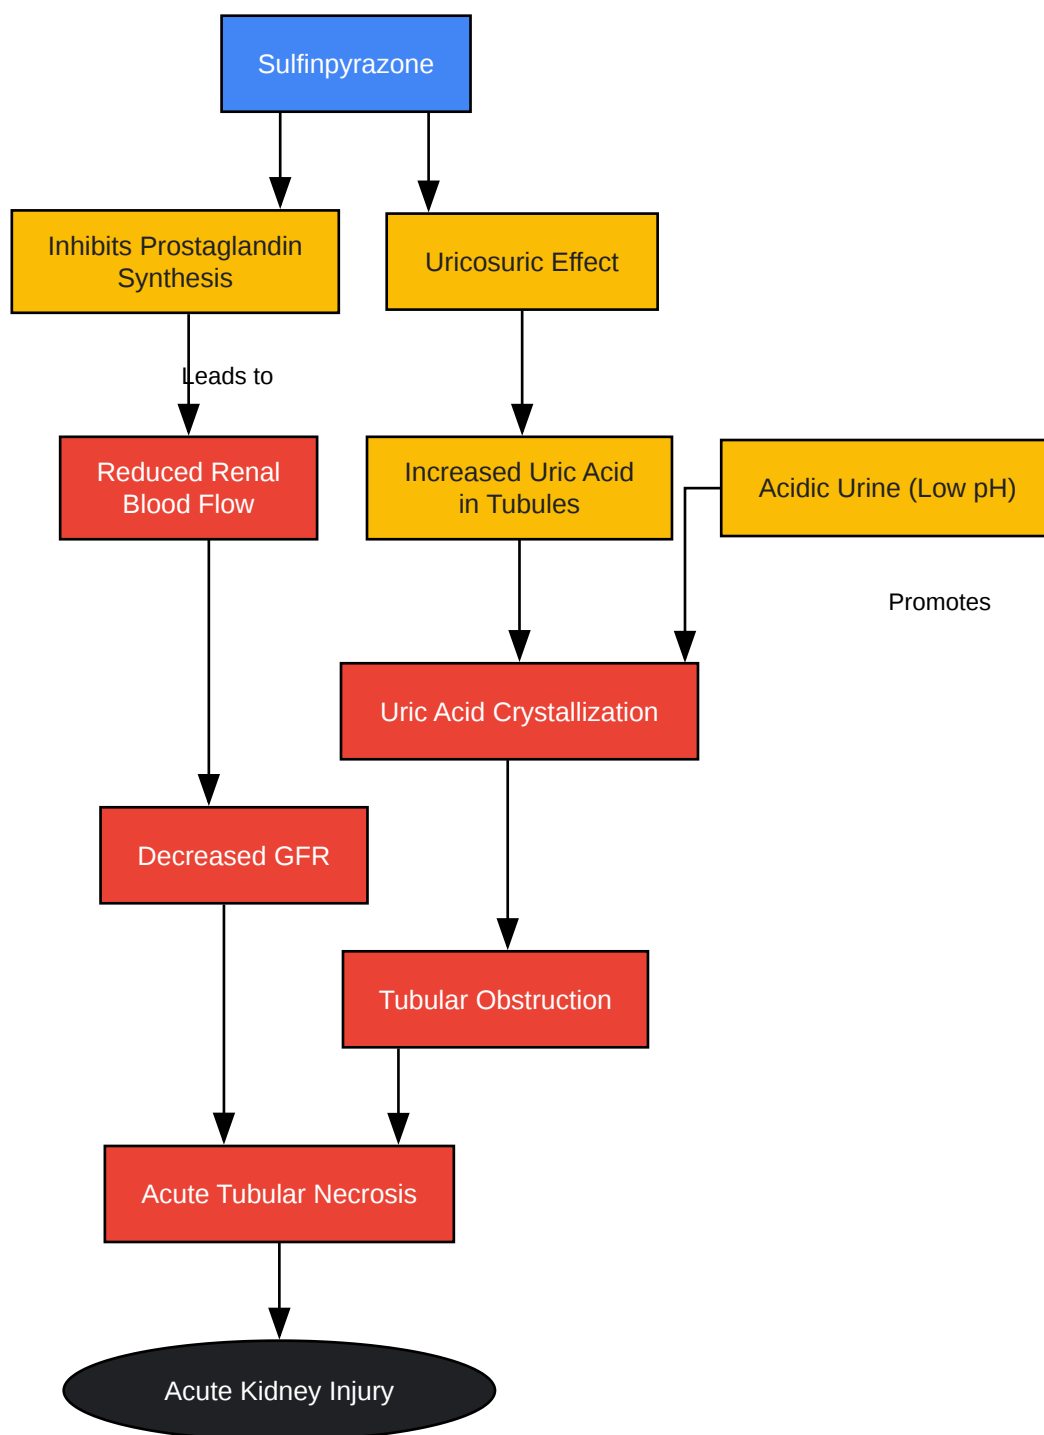 Sulfinpyrazone
Inhibits Prostaglandin
Synthesis
Uricosuric Effect
Leads to
Reduced Renal
Blood Flow
Increased Uric Acid
in Tubules
Acidic Urine (Low pH)
Promotes
Uric Acid Crystallization
Decreased GFR
Tubular Obstruction
Acute Tubular Necrosis
Acute Kidney Injury